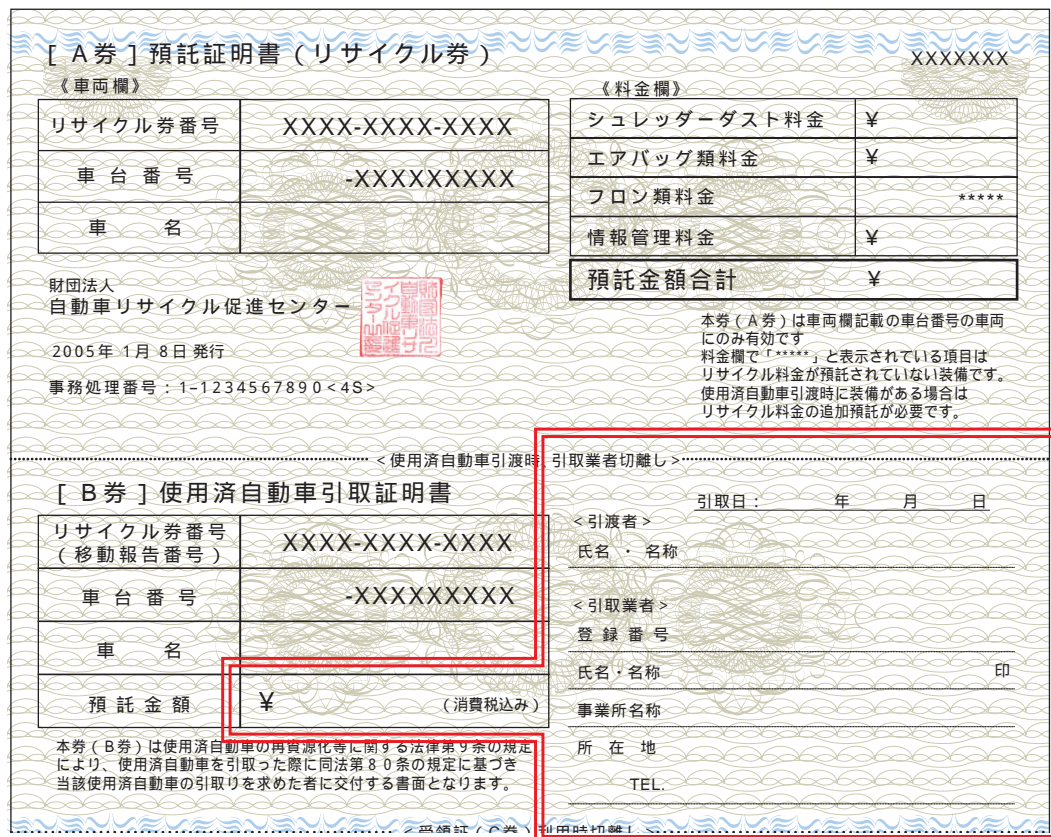 [ A券 ] 預託証明書 ( リサイクル券 )
XXXXXXX
《車両欄》
リサイクル券番号 XXXX-XXXX-XXXX
車台番号 -XXXXXXXXX
車名
《料金欄》
シュレッダーダスト料金 ¥
エアバッグ類料金 ¥
フロン類料金 *****
情報管理料金 ¥
預託金額合計 ¥
財団法人
自動車リサイクル促進センター
2005年 1月 8日 発行
事務処理番号 : 1-1234567890<4S>
本券 ( A券 ) は車両欄記載の車台番号の車両
にのみ有効です
料金欄で「*****」と表示されている項目は
リサイクル料金が預託されていない装備です。
使用済自動車引渡時に装備がある場合は
リサイクル料金の追加預託が必要です。
<使用済自動車引渡時、引取業者切離し>
[ B券 ] 使用済自動車引取証明書
リサイクル券番号
( 移動報告番号 ) XXXX-XXXX-XXXX
車台番号 -XXXXXXXXX
車名
預託金額 ¥ (消費税込み)
本券 ( B券 ) は使用済自動車の再資源化等に関する法律第9条の規定
により、使用済自動車を引取った際に同法第80条の規定に基づき
当該使用済自動車の引取りを求めた者に交付する書面となります。
引取日 : 年 月 日
<引渡者>
氏名 ・ 名称
<引取業者>
登録番号
氏名・名称 印
事業所名称
所在地
TEL.
<受領証 ( C券 ) 利用時切離し>